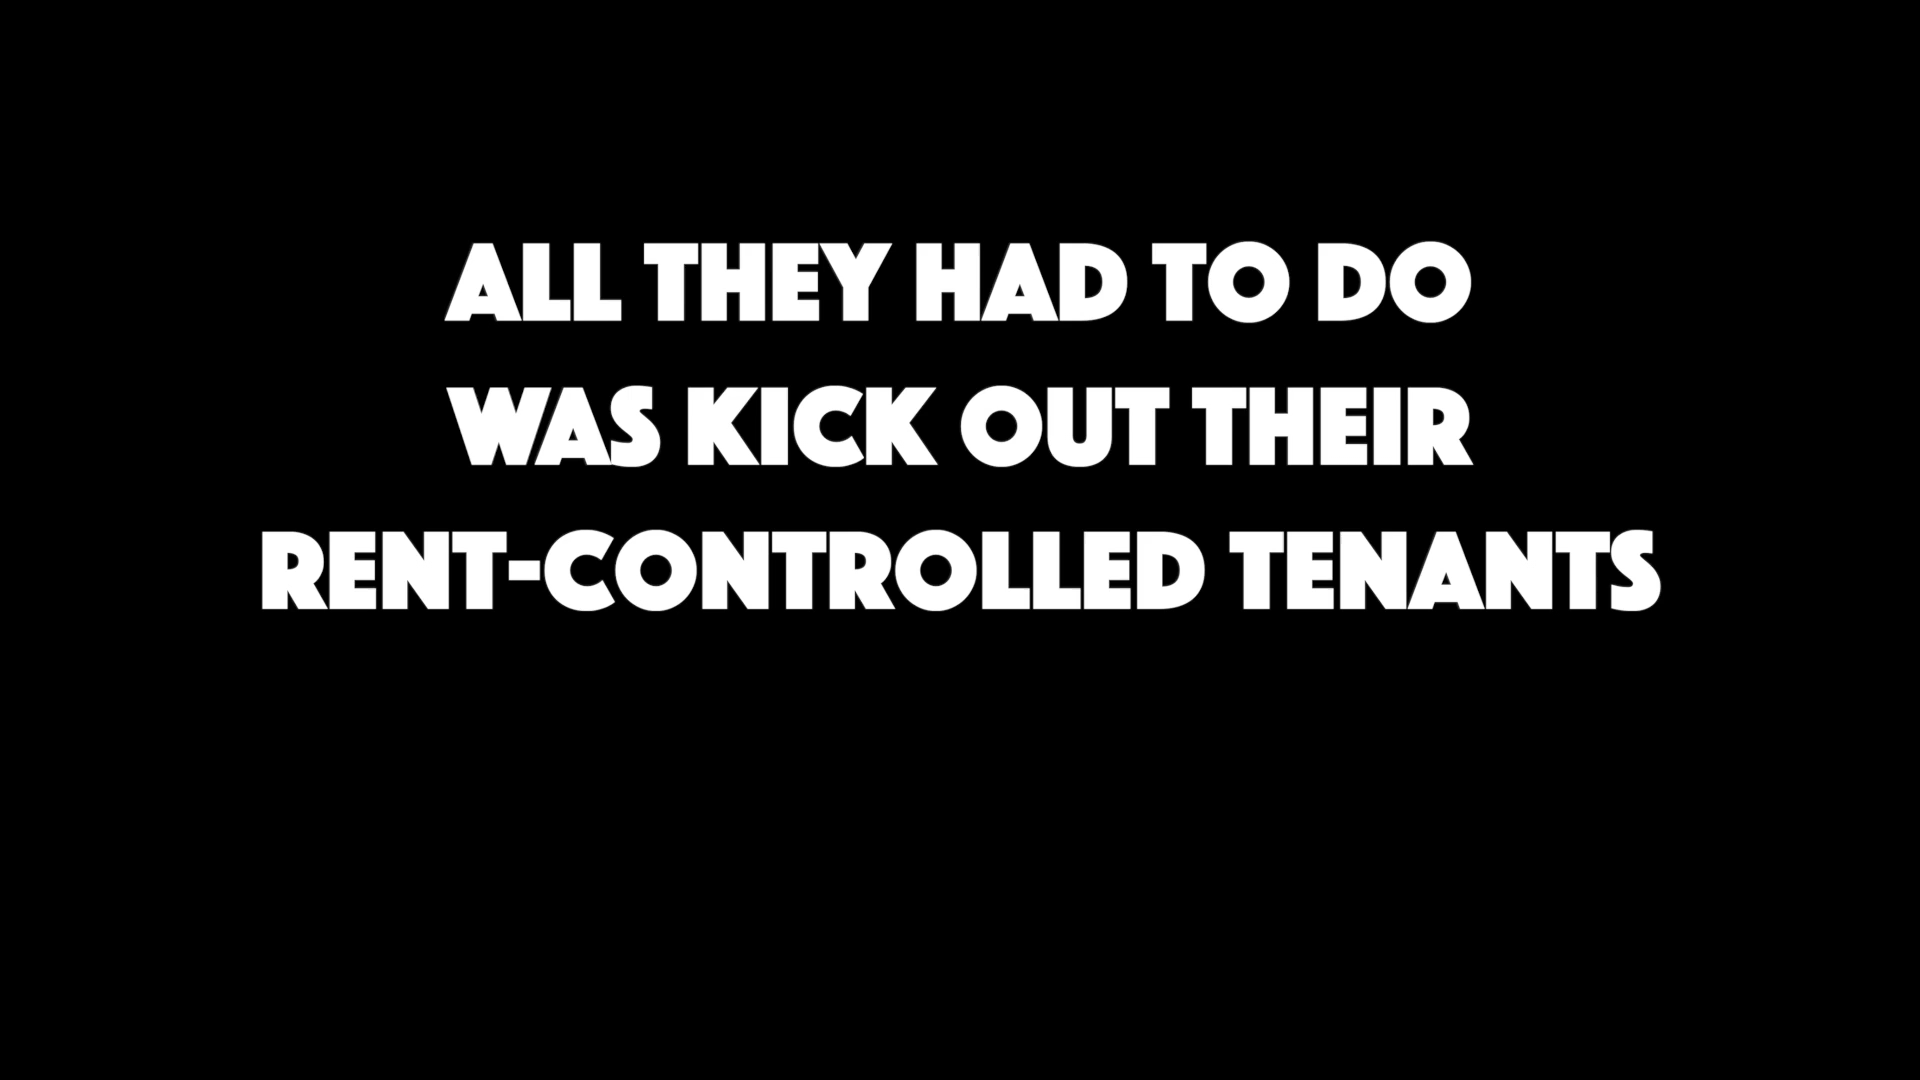 ALL THEY HAD TO DO
WAS KICK OUT THEIR
RENT-CONTROLLED TENANTS